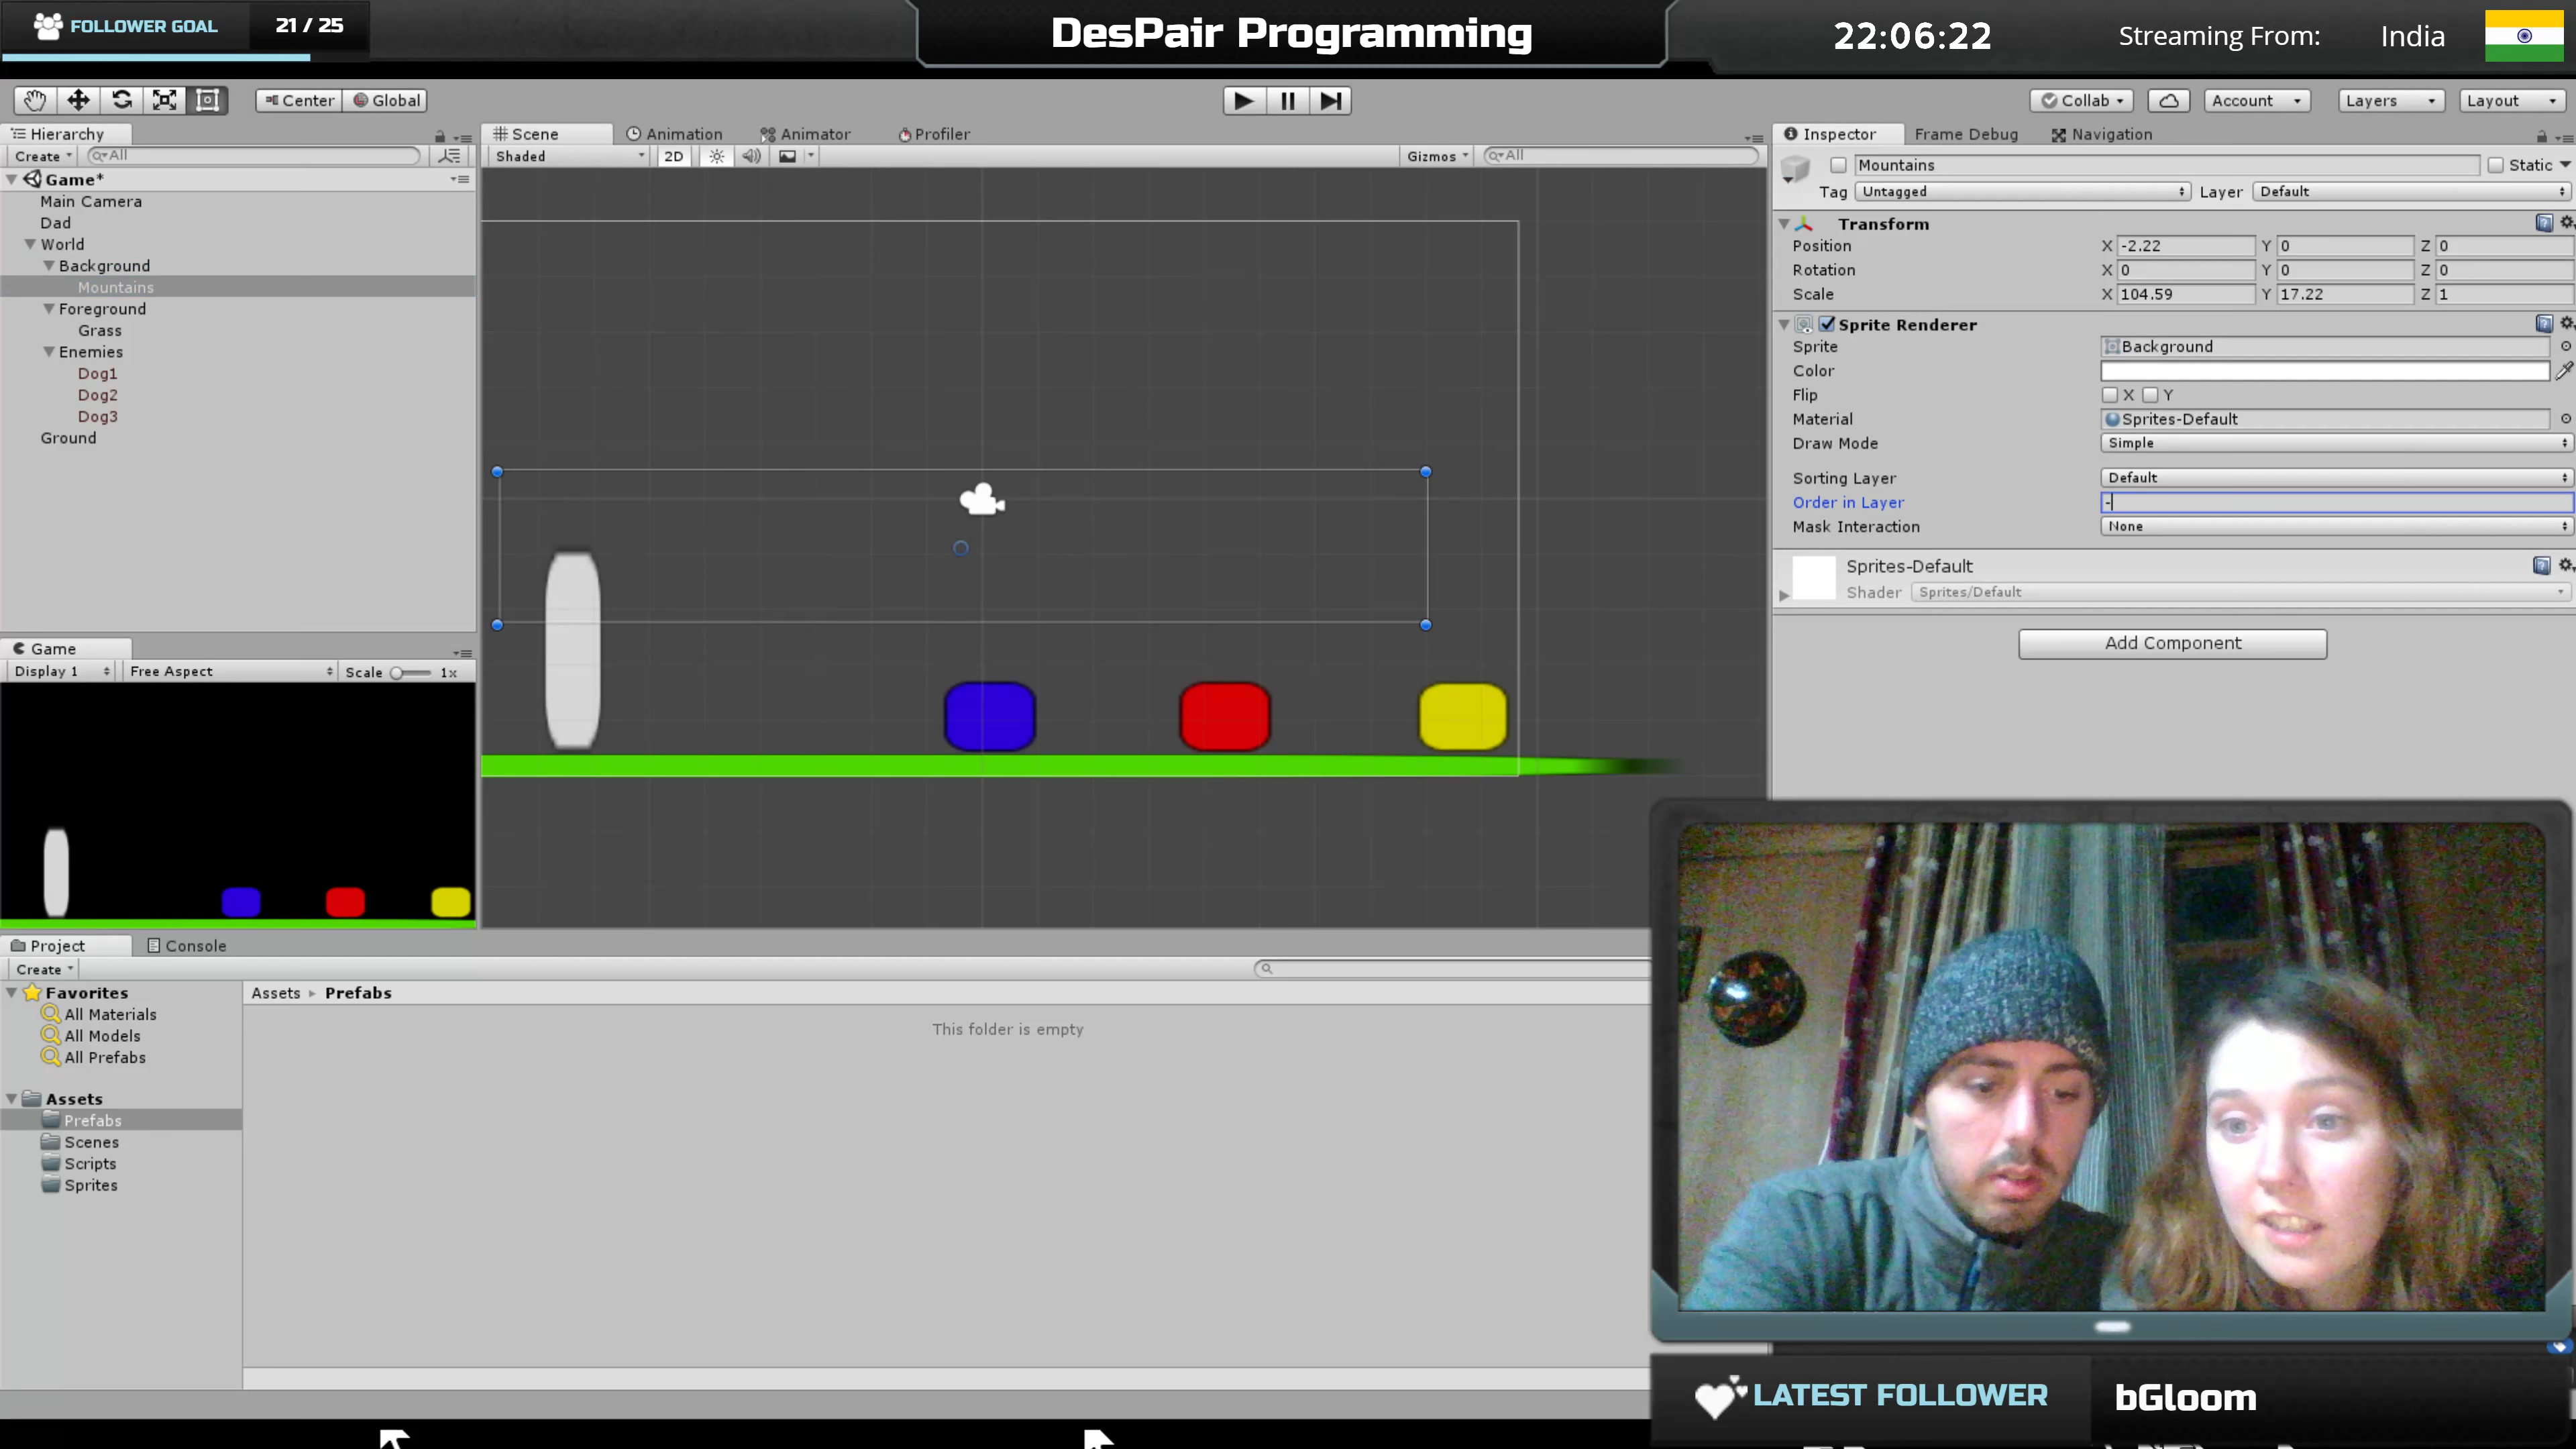 FOLLOWER GOAL 21 / 25
DesPair Programming
22:06:22
Streaming From: India
Center Global
Collab Account Layers Layout
Hierarchy
Create All
Game*
Main Camera
Dad
World
Background
Mountains
Foreground
Grass
Enemies
Dog1
Dog2
Dog3
Ground
Scene Animation Animator Profiler
Shaded 2D Gizmos All
Inspector Frame Debug Navigation
Mountains Static
Tag Untagged Layer Default
Transform
Position X -2.22 Y 0 Z 0
Rotation X 0 Y 0 Z 0
Scale X 104.59 Y 17.22 Z 1
Sprite Renderer
Sprite Background
Color
Flip X Y
Material Sprites-Default
Draw Mode Simple
Sorting Layer Default
Order in Layer -
Mask Interaction None
Sprites-Default
Shader Sprites/Default
Add Component
Game
Display 1 Free Aspect Scale 1x
Project Console
Create
Favorites
All Materials
All Models
All Prefabs
Assets
Prefabs
Scenes
Scripts
Sprites
Assets Prefabs
This folder is empty
LATEST FOLLOWER bGloom